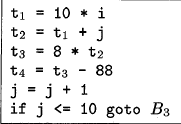 t₁ = 10 * i
t₂ = t₁ + j
t₃ = 8 * t₂
t₄ = t₃ - 88
j = j + 1
if j <= 10 goto B₃